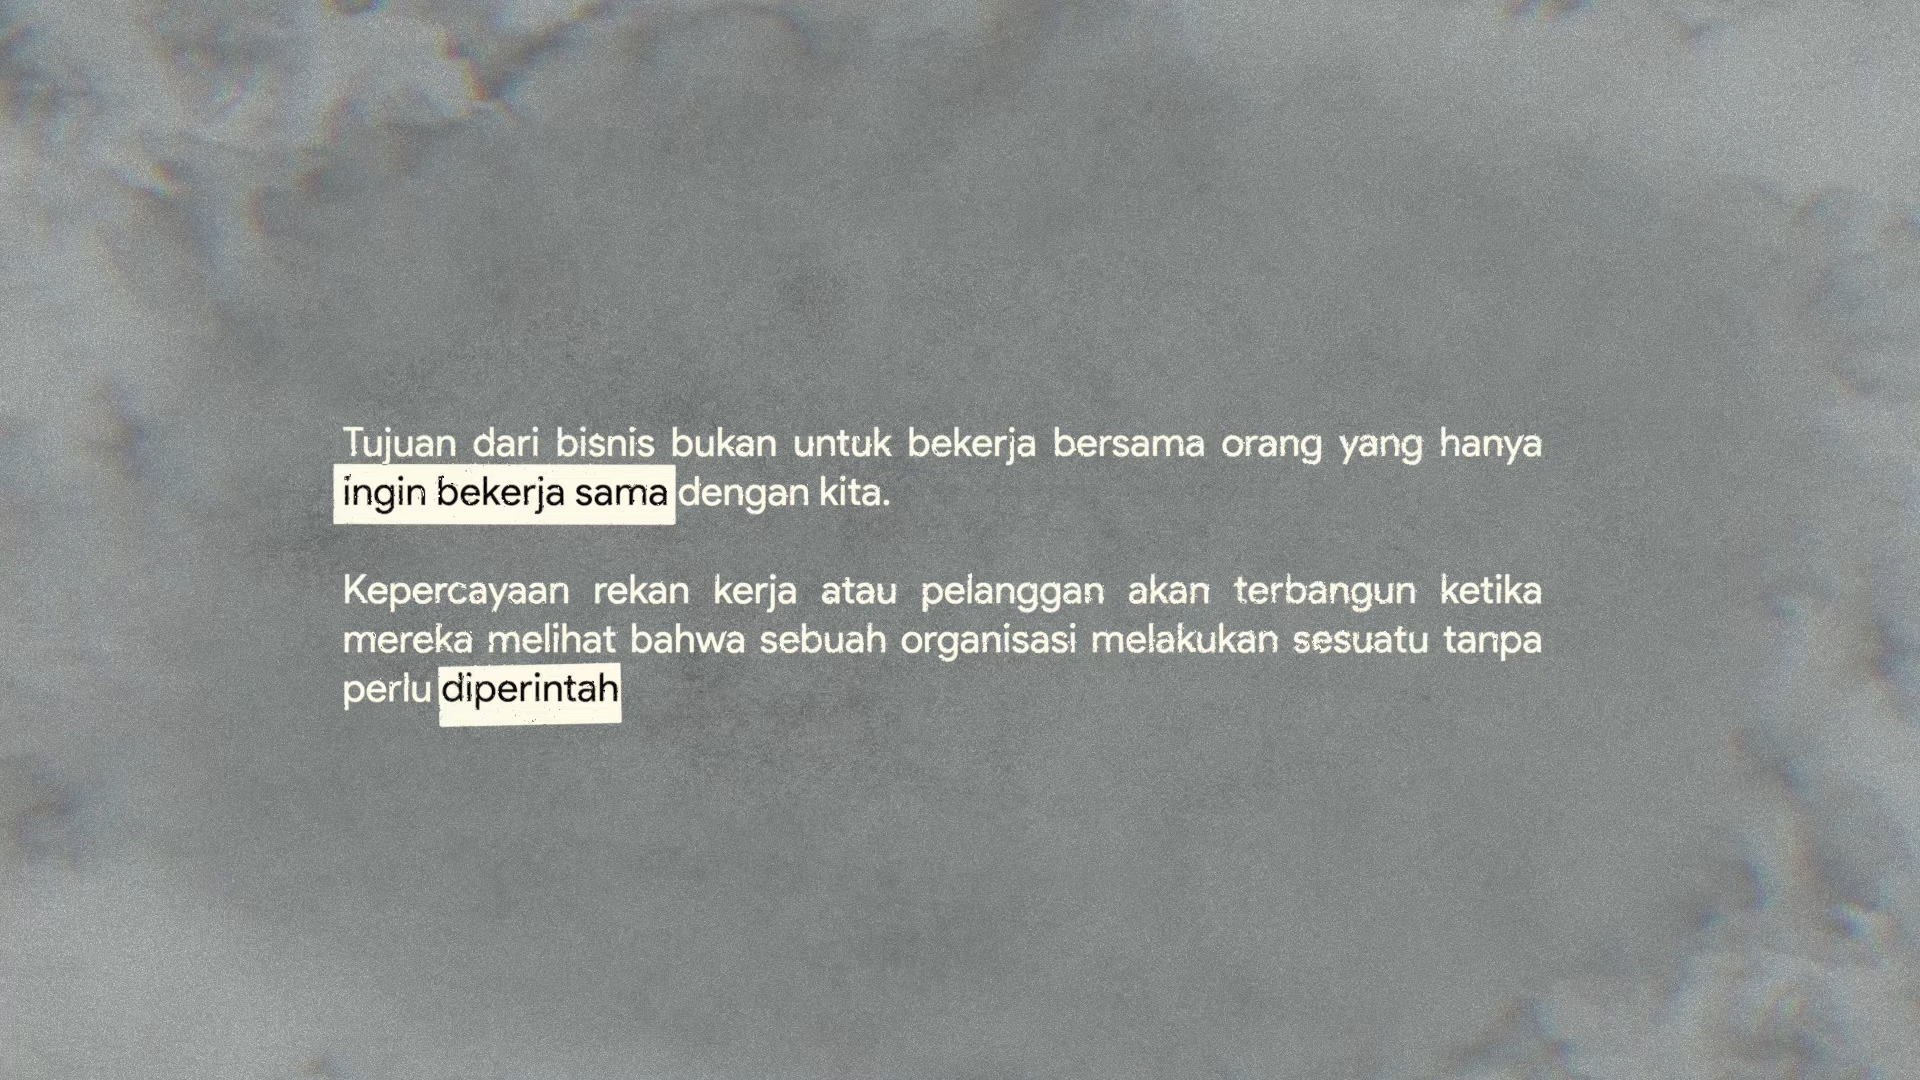 Tujuan dari bisnis bukan untuk bekerja bersama orang yang hanya
ingin bekerja sama dengan kita.
Kepercayaan rekan kerja atau pelanggan akan terbangun ketika
mereka melihat bahwa sebuah organisasi melakukan sesuatu tanpa
perlu diperintah